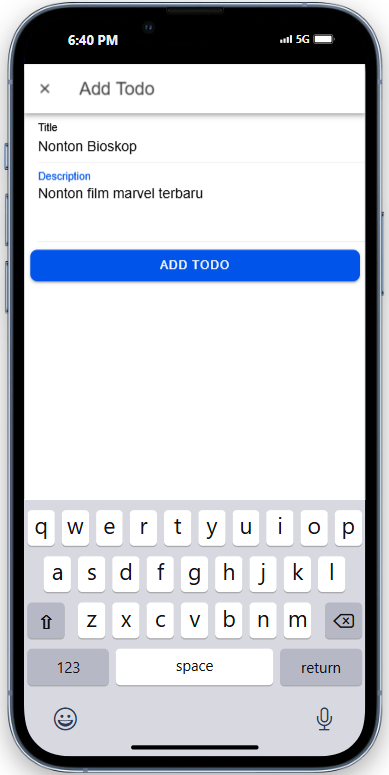 6:40 PM 5G
× Add Todo
Title
Nonton Bioskop
Description
Nonton film marvel terbaru
ADD TODO
q w e r t y u i o p
a s d f g h j k l
z x c v b n m
123 space return